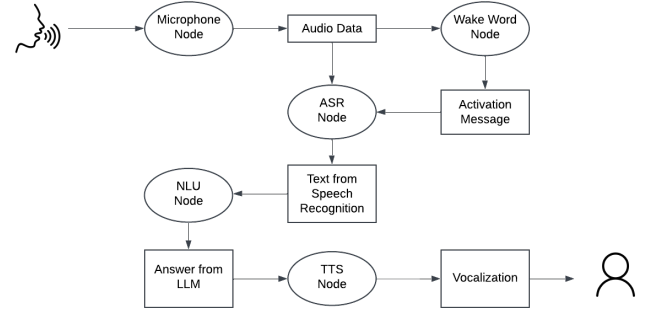 Microphone
Node
Audio Data
Wake Word
Node
ASR
Node
Activation
Message
Text from
Speech
Recognition
NLU
Node
Answer from
LLM
TTS
Node
Vocalization